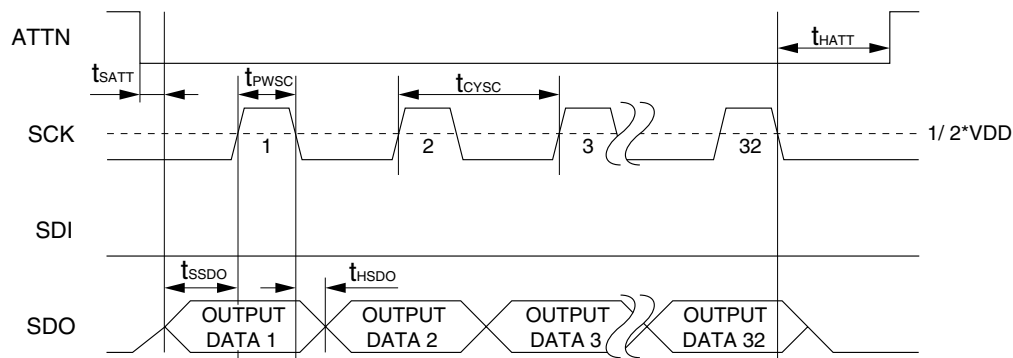 ATTN
tHATT
tSATT
tPWSC
tCYSC
SCK
1
2
3
32
1/ 2*VDD
SDI
tSSDO
tHSDO
SDO
OUTPUT
DATA 1
OUTPUT
DATA 2
OUTPUT
DATA 3
OUTPUT
DATA 32